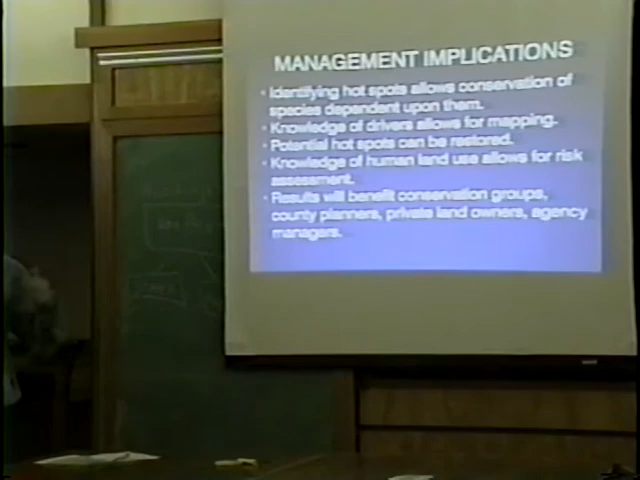 MANAGEMENT IMPLICATIONS
• Identifying hot spots allows conservation of
species dependent upon them.
• Knowledge of drivers allows for mapping.
• Potential hot spots can be restored.
• Knowledge of human land use allows for risk
assessment.
• Results will benefit conservation groups,
county planners, private land owners, agency
managers.